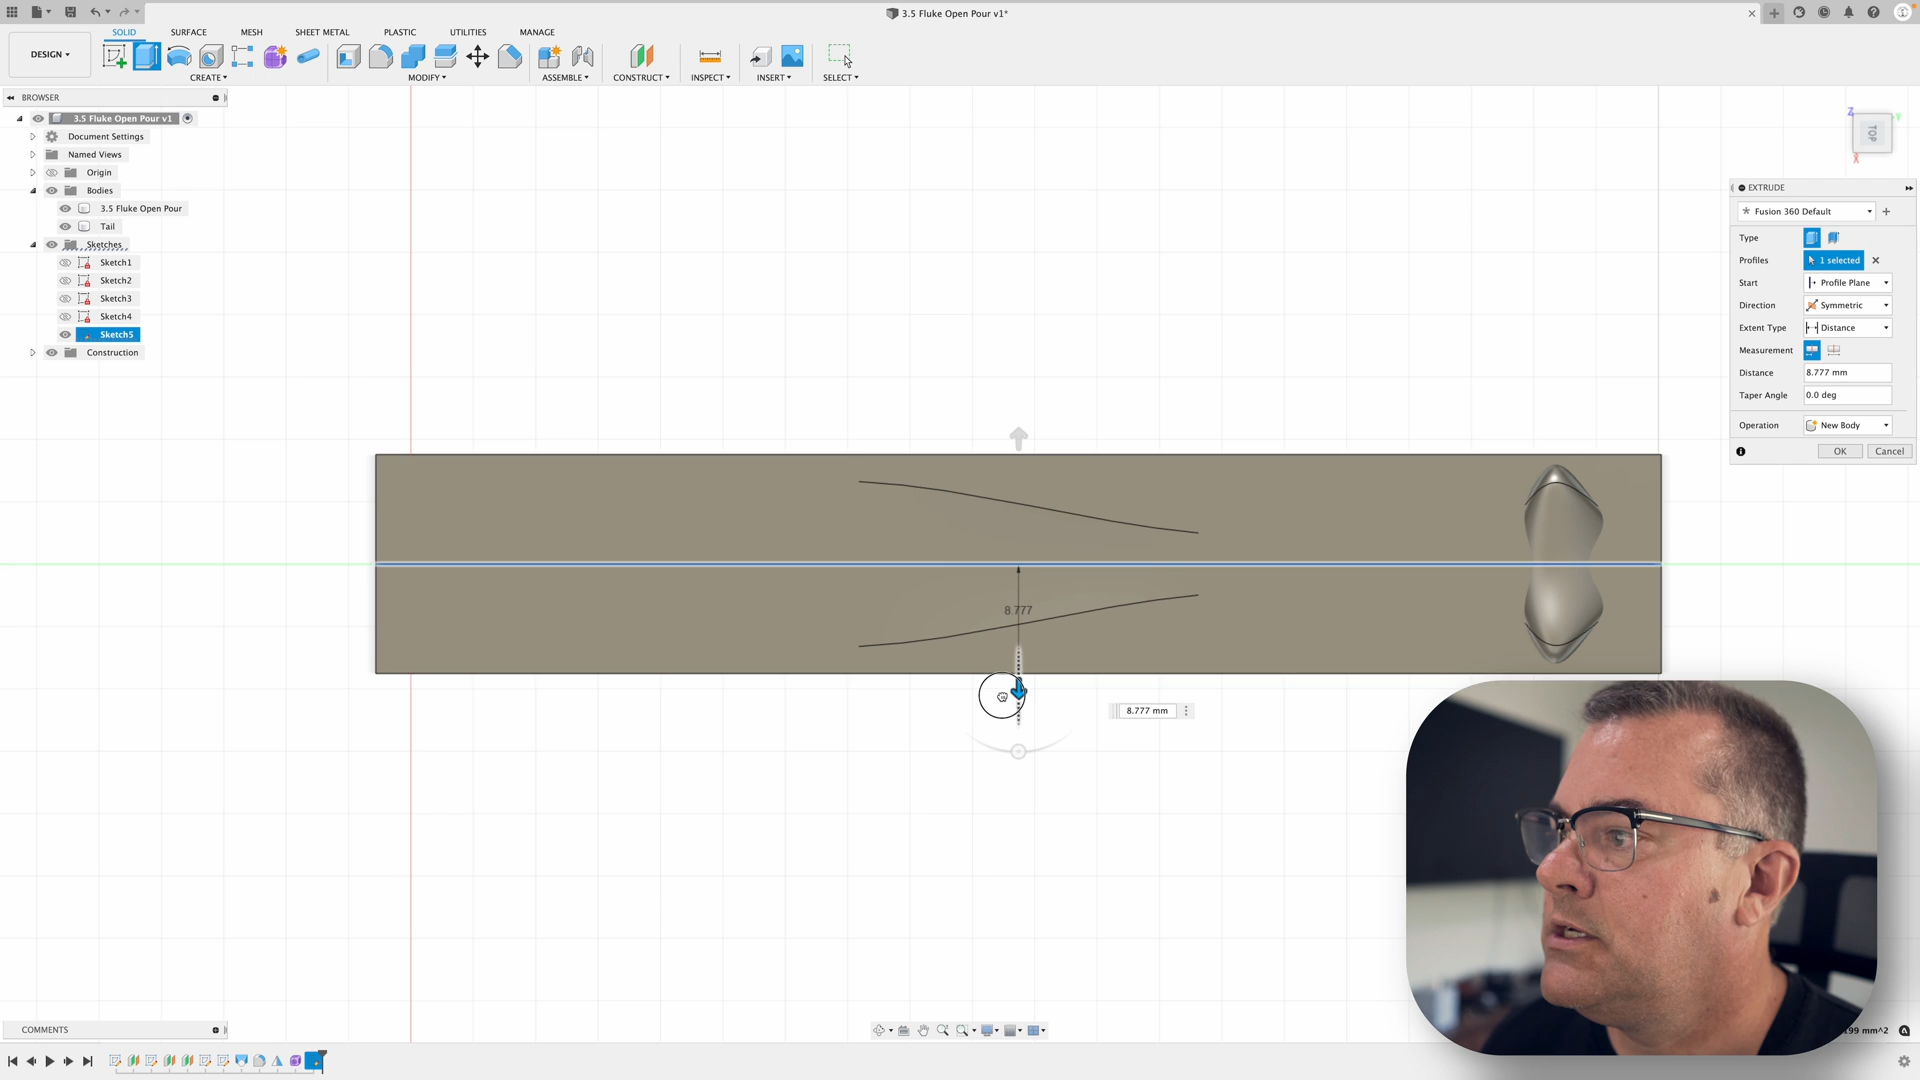 3.5 Fluke Open Pour v1*
DESIGN
SOLID
SURFACE
MESH
SHEET METAL
PLASTIC
UTILITIES
MANAGE
CREATE
MODIFY
ASSEMBLE
CONSTRUCT
INSPECT
INSERT
SELECT
BROWSER
3.5 Fluke Open Pour v1
Document Settings
Named Views
Origin
Bodies
3.5 Fluke Open Pour
Tail
Sketches
Sketch1
Sketch2
Sketch3
Sketch4
Sketch5
Construction
Z
Y
TOP
X
EXTRUDE
Fusion 360 Default
Type
Profiles 1 selected
Start Profile Plane
Direction Symmetric
Extent Type Distance
Measurement
Distance 8.777 mm
Taper Angle 0.0 deg
Operation New Body
OK Cancel
8.777
8.777 mm
COMMENTS
99 mm^2